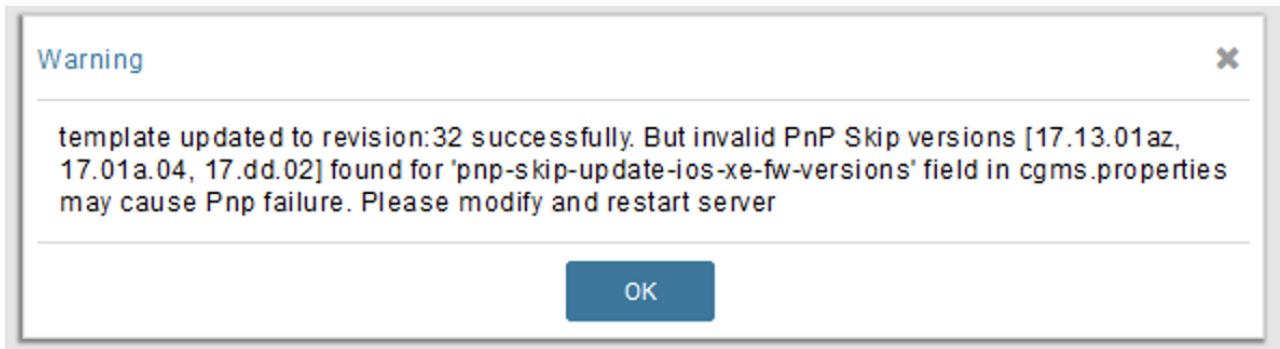 Warning
template updated to revision:32 successfully. But invalid PnP Skip versions [17.13.01az,
17.01a.04, 17.dd.02] found for 'pnp-skip-update-ios-xe-fw-versions' field in cgms.properties
may cause Pnp failure. Please modify and restart server
OK